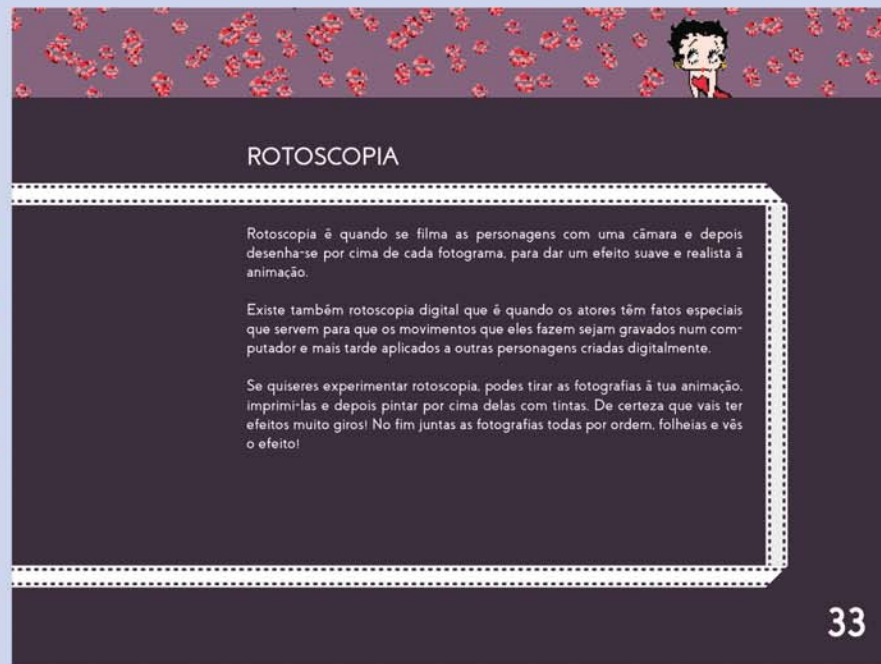 ROTOSCOPIA
Rotoscopia é quando se filma as personagens com uma câmara e depois
desenha-se por cima de cada fotograma, para dar um efeito suave e realista à
animação.
Existe também rotoscopia digital que é quando os atores têm fatos especiais
que servem para que os movimentos que eles fazem sejam gravados num com-
putador e mais tarde aplicados a outras personagens criadas digitalmente.
Se quiseres experimentar rotoscopia, podes tirar as fotografias à tua animação,
imprimi-las e depois pintar por cima delas com tintas. De certeza que vais ter
efeitos muito giros! No fim juntas as fotografias todas por ordem, folheias e vês
o efeito!
33